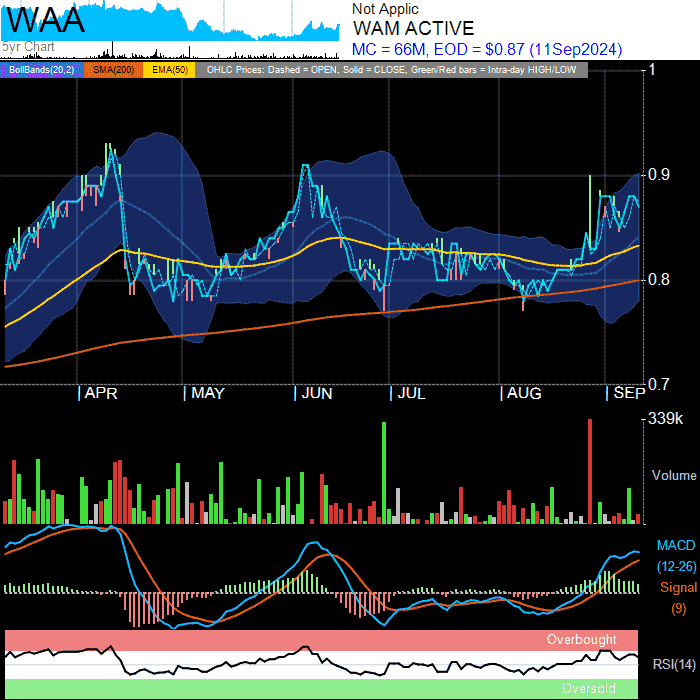 WAA
5yr Chart
Not Applic
WAM ACTIVE
MC = 66M, EOD = $0.87 (11Sep2024)
BollBands(20,2) SMA(200) EMA(50) OHLC Prices: Dashed = OPEN, Solid = CLOSE, Green/Red bars = Intra-day HIGH/LOW
1
0.9
0.8
0.7
APR MAY JUN JUL AUG SEP
339k
Volume
MACD
(12-26)
Signal
(9)
Overbought
RSI(14)
Oversold